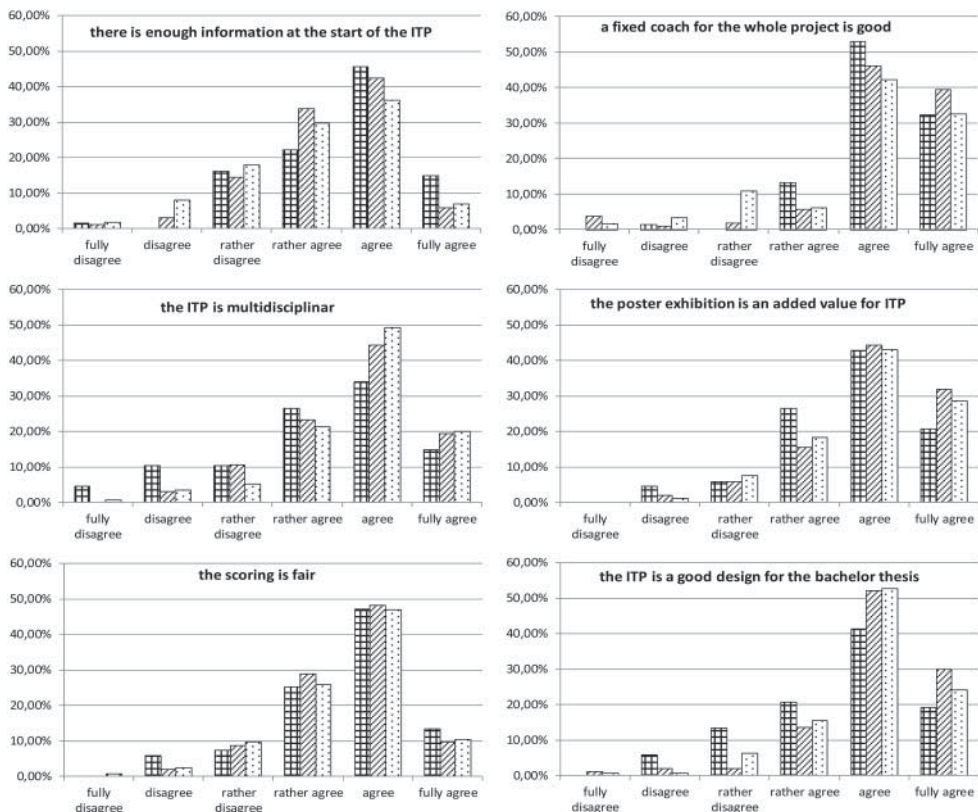 there is enough information at the start of the ITP
60,00%
50,00%
40,00%
30,00%
20,00%
10,00%
0,00%
fully disagree rather rather agree agree fully agree
disagree disagree
a fixed coach for the whole project is good
60,00%
50,00%
40,00%
30,00%
20,00%
10,00%
0,00%
fully disagree rather rather agree agree fully agree
disagree disagree
the ITP is multidisciplinar
60,00%
50,00%
40,00%
30,00%
20,00%
10,00%
0,00%
fully disagree rather rather agree agree fully agree
disagree disagree
the poster exhibition is an added value for ITP
60,00%
50,00%
40,00%
30,00%
20,00%
10,00%
0,00%
fully disagree rather rather agree agree fully agree
disagree disagree
the scoring is fair
60,00%
50,00%
40,00%
30,00%
20,00%
10,00%
0,00%
fully disagree rather rather agree agree fully agree
disagree disagree
the ITP is a good design for the bachelor thesis
60,00%
50,00%
40,00%
30,00%
20,00%
10,00%
0,00%
fully disagree rather rather agree agree fully agree
disagree disagree